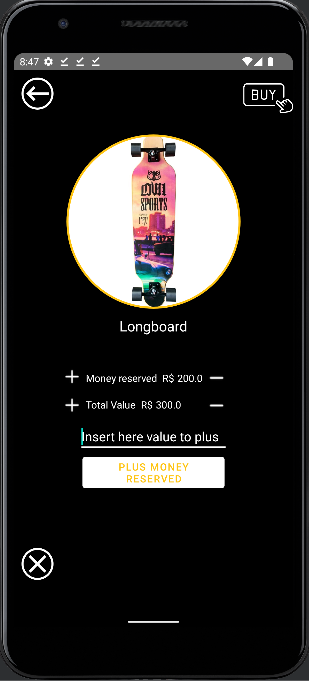 8:47
BUY
OWL
SPORTS
Longboard
Money reserved R$ 200.0
Total Value R$ 300.0
Insert here value to plus
PLUS MONEY
RESERVED